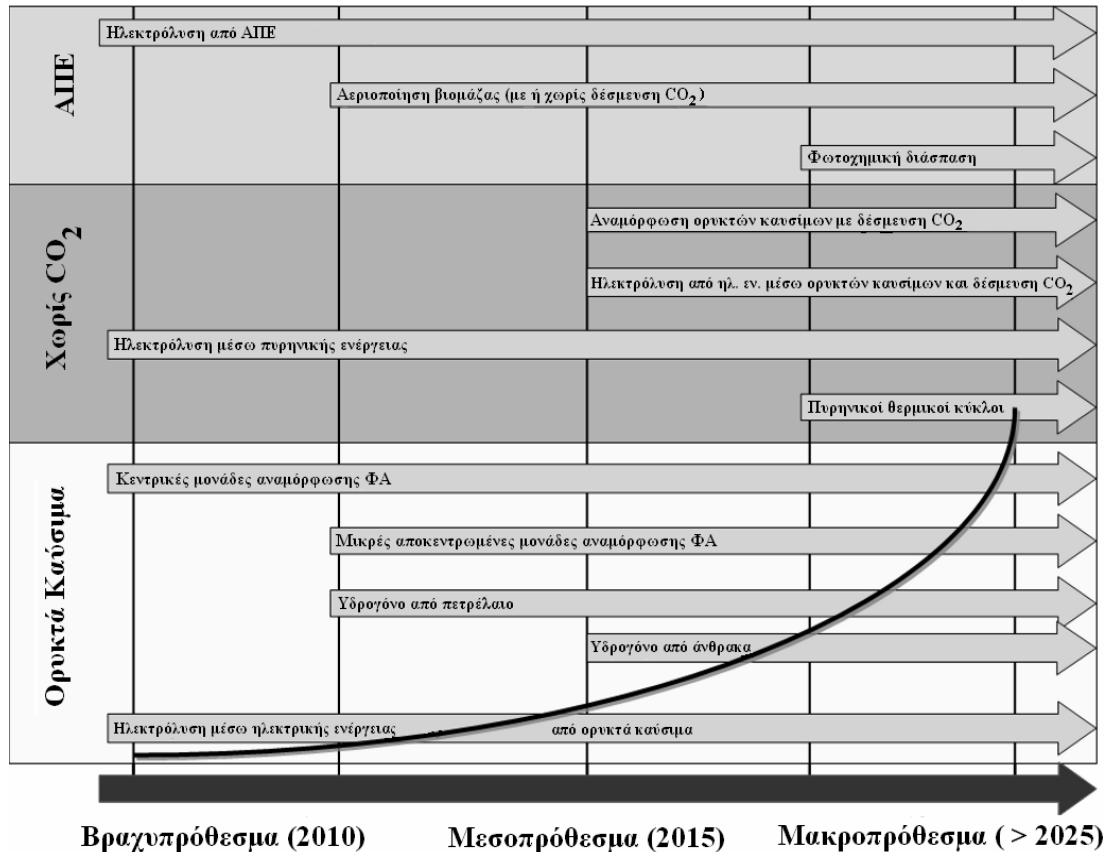 ΑΠΕ
Ηλεκτρόλυση από ΑΠΕ
Αεριοποίηση βιομάζας (με ή χωρίς δέσμευση CO2 )
Φωτοχημική διάσπαση
Χωρίς CO2
Αναμόρφωση ορυκτών καυσίμων με δέσμευση CO2
Ηλεκτρόλυση από ηλ. εν. μέσω ορυκτών καυσίμων και δέσμευση CO2
Ηλεκτρόλυση μέσω πυρηνικής ενέργειας
Πυρηνικοί θερμικοί κύκλοι
Ορυκτά Καύσιμα
Κεντρικές μονάδες αναμόρφωσης ΦΑ
Μικρές αποκεντρωμένες μονάδες αναμόρφωσης ΦΑ
Υδρογόνο από πετρέλαιο
Υδρογόνο από άνθρακα
Ηλεκτρόλυση μέσω ηλεκτρικής ενέργειας από ορυκτά καύσιμα
Βραχυπρόθεσμα (2010) Μεσοπρόθεσμα (2015) Μακροπρόθεσμα ( > 2025)